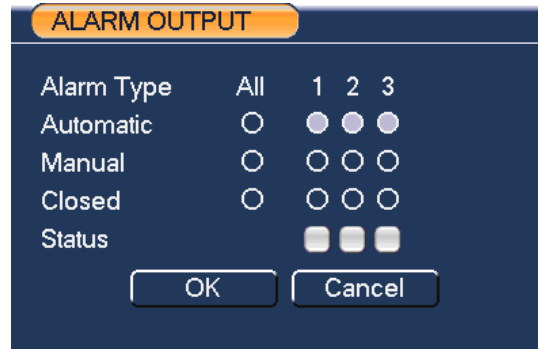 ALARM OUTPUT
Alarm Type All 1 2 3
Automatic
Manual
Closed
Status
OK Cancel